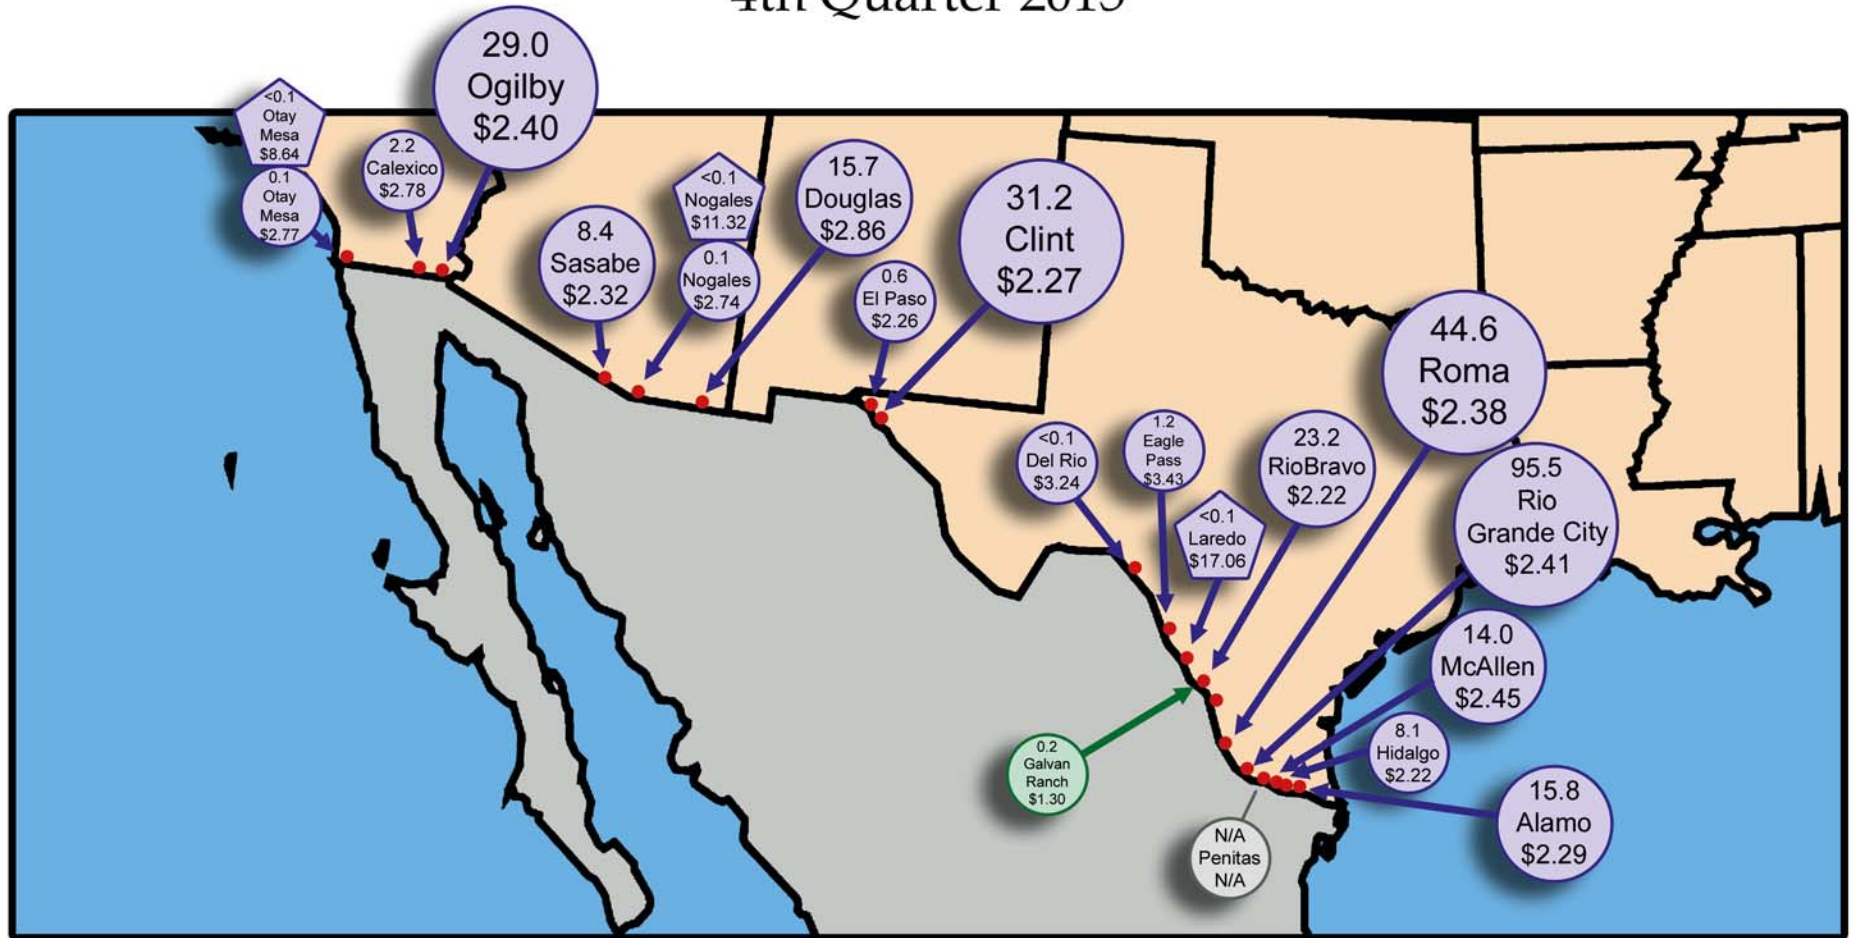 4th Quarter 2015
29.0
Ogilby
$2.40
<0.1
Otay
Mesa
$8.64
0.1
Otay
Mesa
$2.77
2.2
Calexico
$2.78
8.4
Sasabe
$2.32
<0.1
Nogales
$11.32
0.1
Nogales
$2.74
15.7
Douglas
$2.86
0.6
El Paso
$2.26
31.2
Clint
$2.27
<0.1
Del Rio
$3.24
1.2
Eagle
Pass
$3.43
<0.1
Laredo
$17.06
23.2
RioBravo
$2.22
44.6
Roma
$2.38
95.5
Rio
Grande City
$2.41
14.0
McAllen
$2.45
8.1
Hidalgo
$2.22
15.8
Alamo
$2.29
0.2
Galvan
Ranch
$1.30
N/A
Penitas
N/A